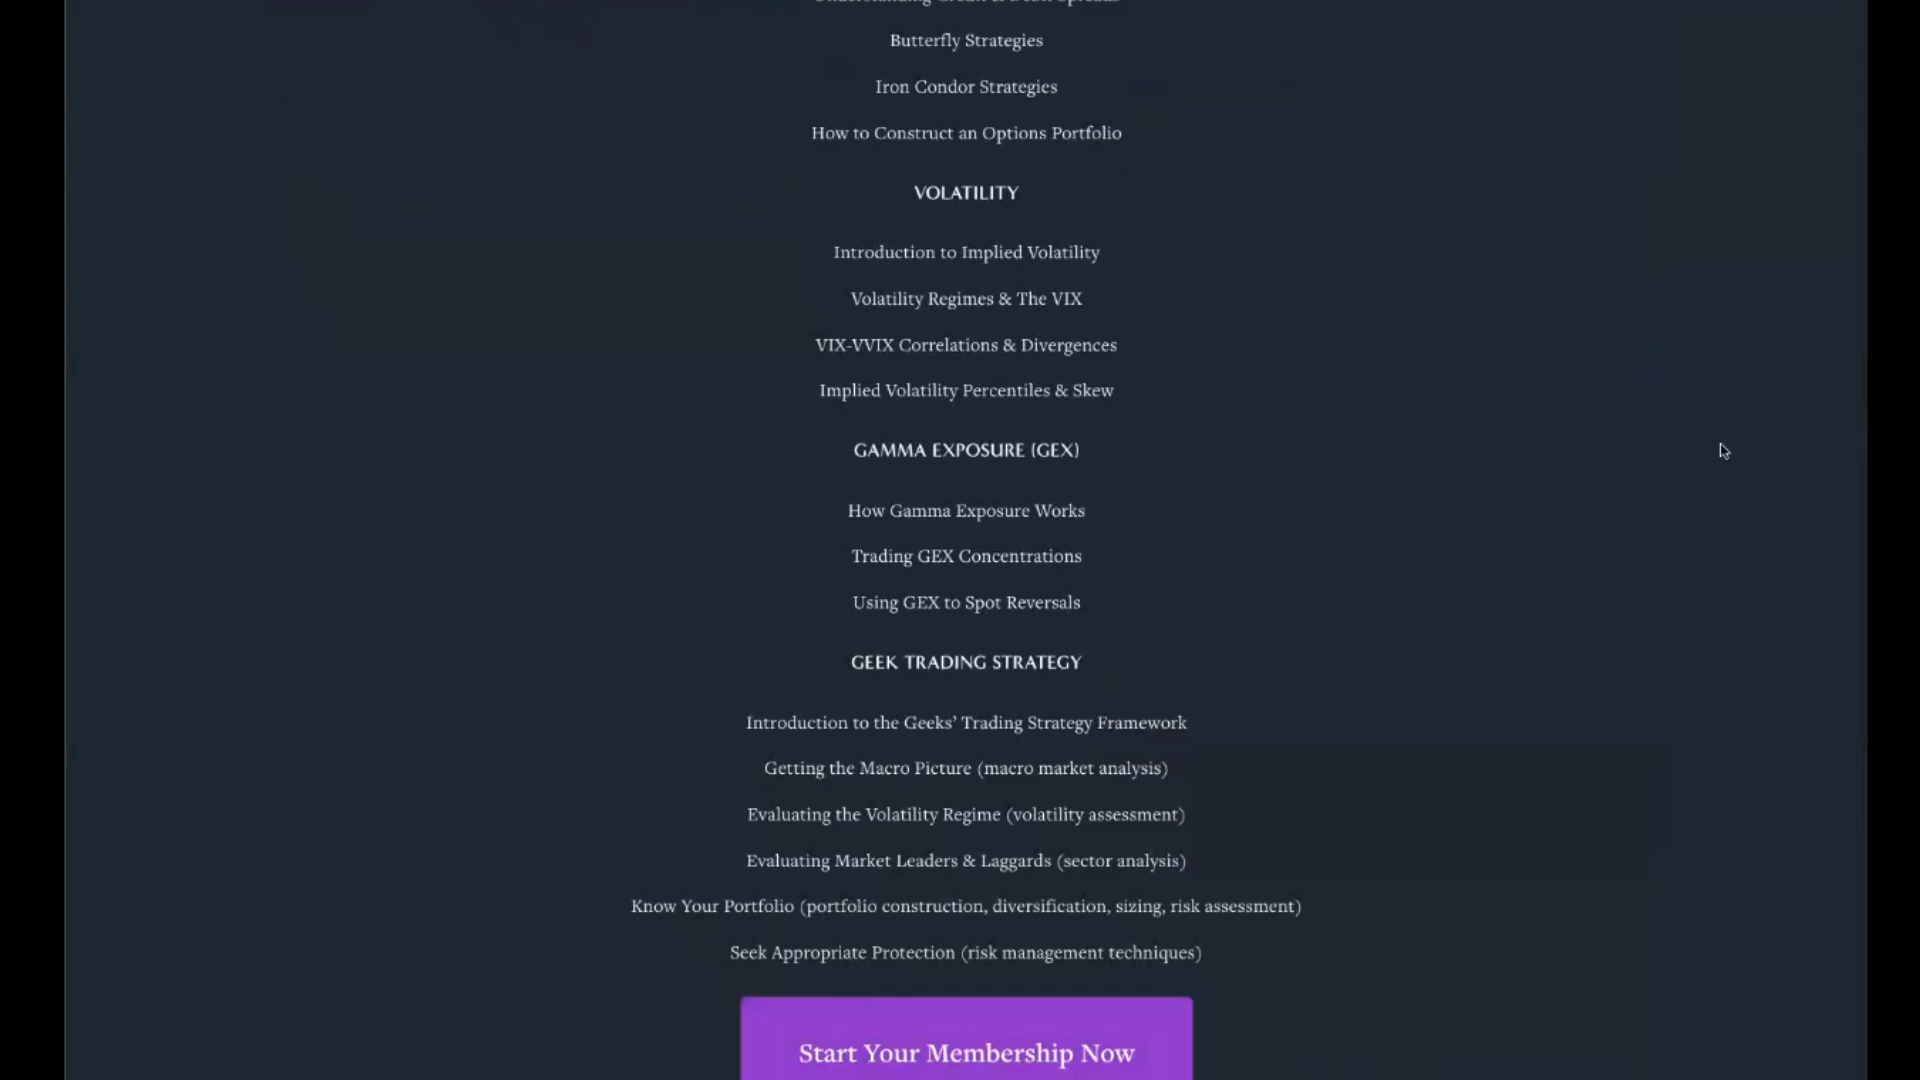 Understanding Credit & Debit Spreads
Butterfly Strategies
Iron Condor Strategies
How to Construct an Options Portfolio
VOLATILITY
Introduction to Implied Volatility
Volatility Regimes & The VIX
VIX-VVIX Correlations & Divergences
Implied Volatility Percentiles & Skew
GAMMA EXPOSURE (GEX)
How Gamma Exposure Works
Trading GEX Concentrations
Using GEX to Spot Reversals
GEEK TRADING STRATEGY
Introduction to the Geeks’ Trading Strategy Framework
Getting the Macro Picture (macro market analysis)
Evaluating the Volatility Regime (volatility assessment)
Evaluating Market Leaders & Laggards (sector analysis)
Know Your Portfolio (portfolio construction, diversification, sizing, risk assessment)
Seek Appropriate Protection (risk management techniques)
Start Your Membership Now